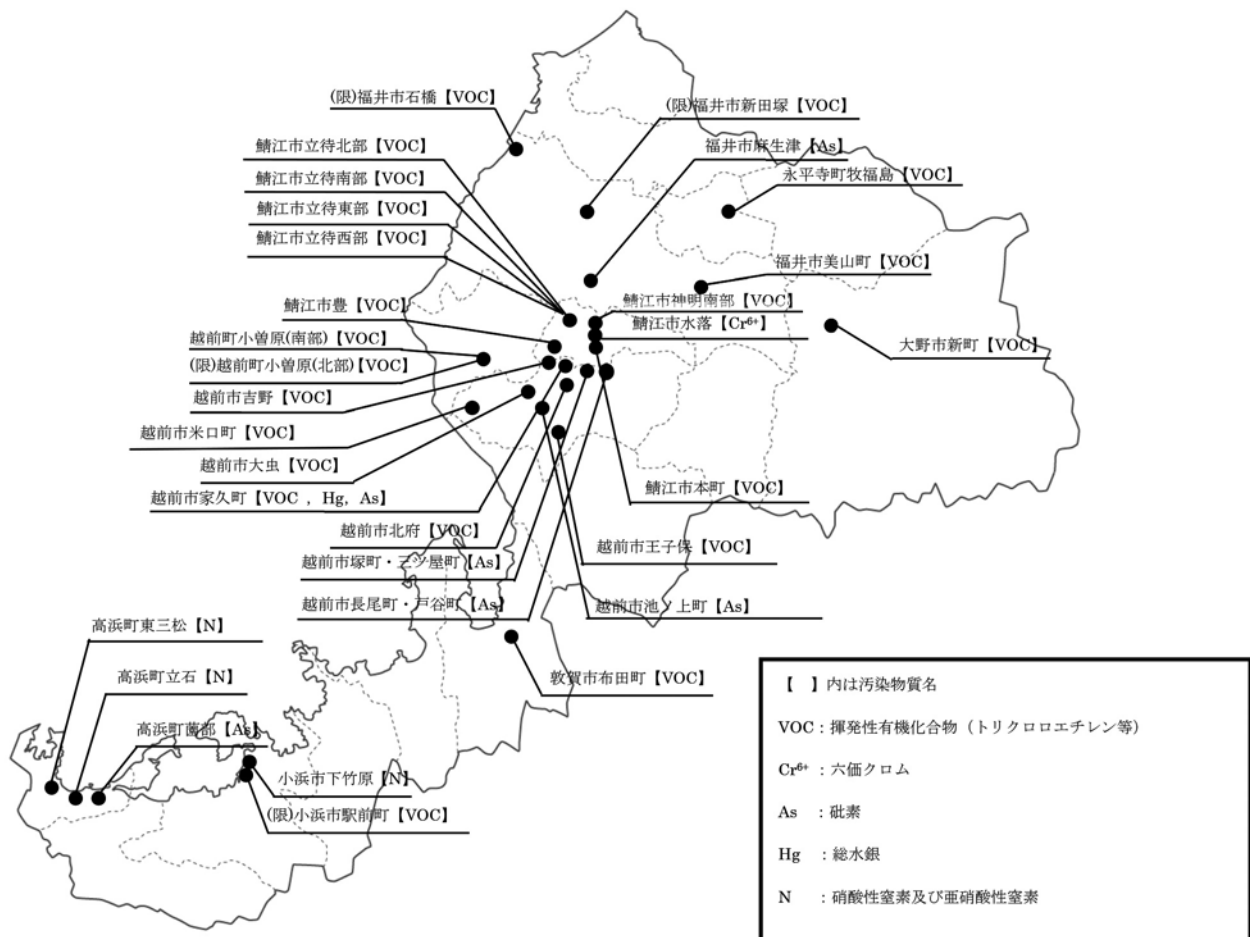 (限)福井市石橋【VOC】
(限)福井市新田塚【VOC】
鯖江市立待北部【VOC】
福井市麻生津【As】
鯖江市立待南部【VOC】
永平寺町牧福島【VOC】
鯖江市立待東部【VOC】
鯖江市立待西部【VOC】
福井市美山町【VOC】
鯖江市豊【VOC】
鯖江市神明南部【VOC】
鯖江市水落【Cr⁶⁺】
越前町小曽原(南部)【VOC】
大野市新町【VOC】
(限)越前町小曽原(北部)【VOC】
越前市吉野【VOC】
越前市米口町【VOC】
越前市大虫【VOC】
越前市家久町【VOC , Hg, As】
鯖江市本町【VOC】
越前市北府【VOC】
越前市王子保【VOC】
越前市塚町・三ツ屋町【As】
越前市長尾町・戸谷町【As】
越前市池ノ上町【As】
高浜町東三松【N】
高浜町立石【N】
敦賀市布田町【VOC】
高浜町薗部【As】
小浜市下竹原【N】
(限)小浜市駅前町【VOC】
【 】内は汚染物質名
VOC:揮発性有機化合物(トリクロロエチレン等)
Cr⁶⁺:六価クロム
As :砒素
Hg :総水銀
N :硝酸性窒素及び亜硝酸性窒素